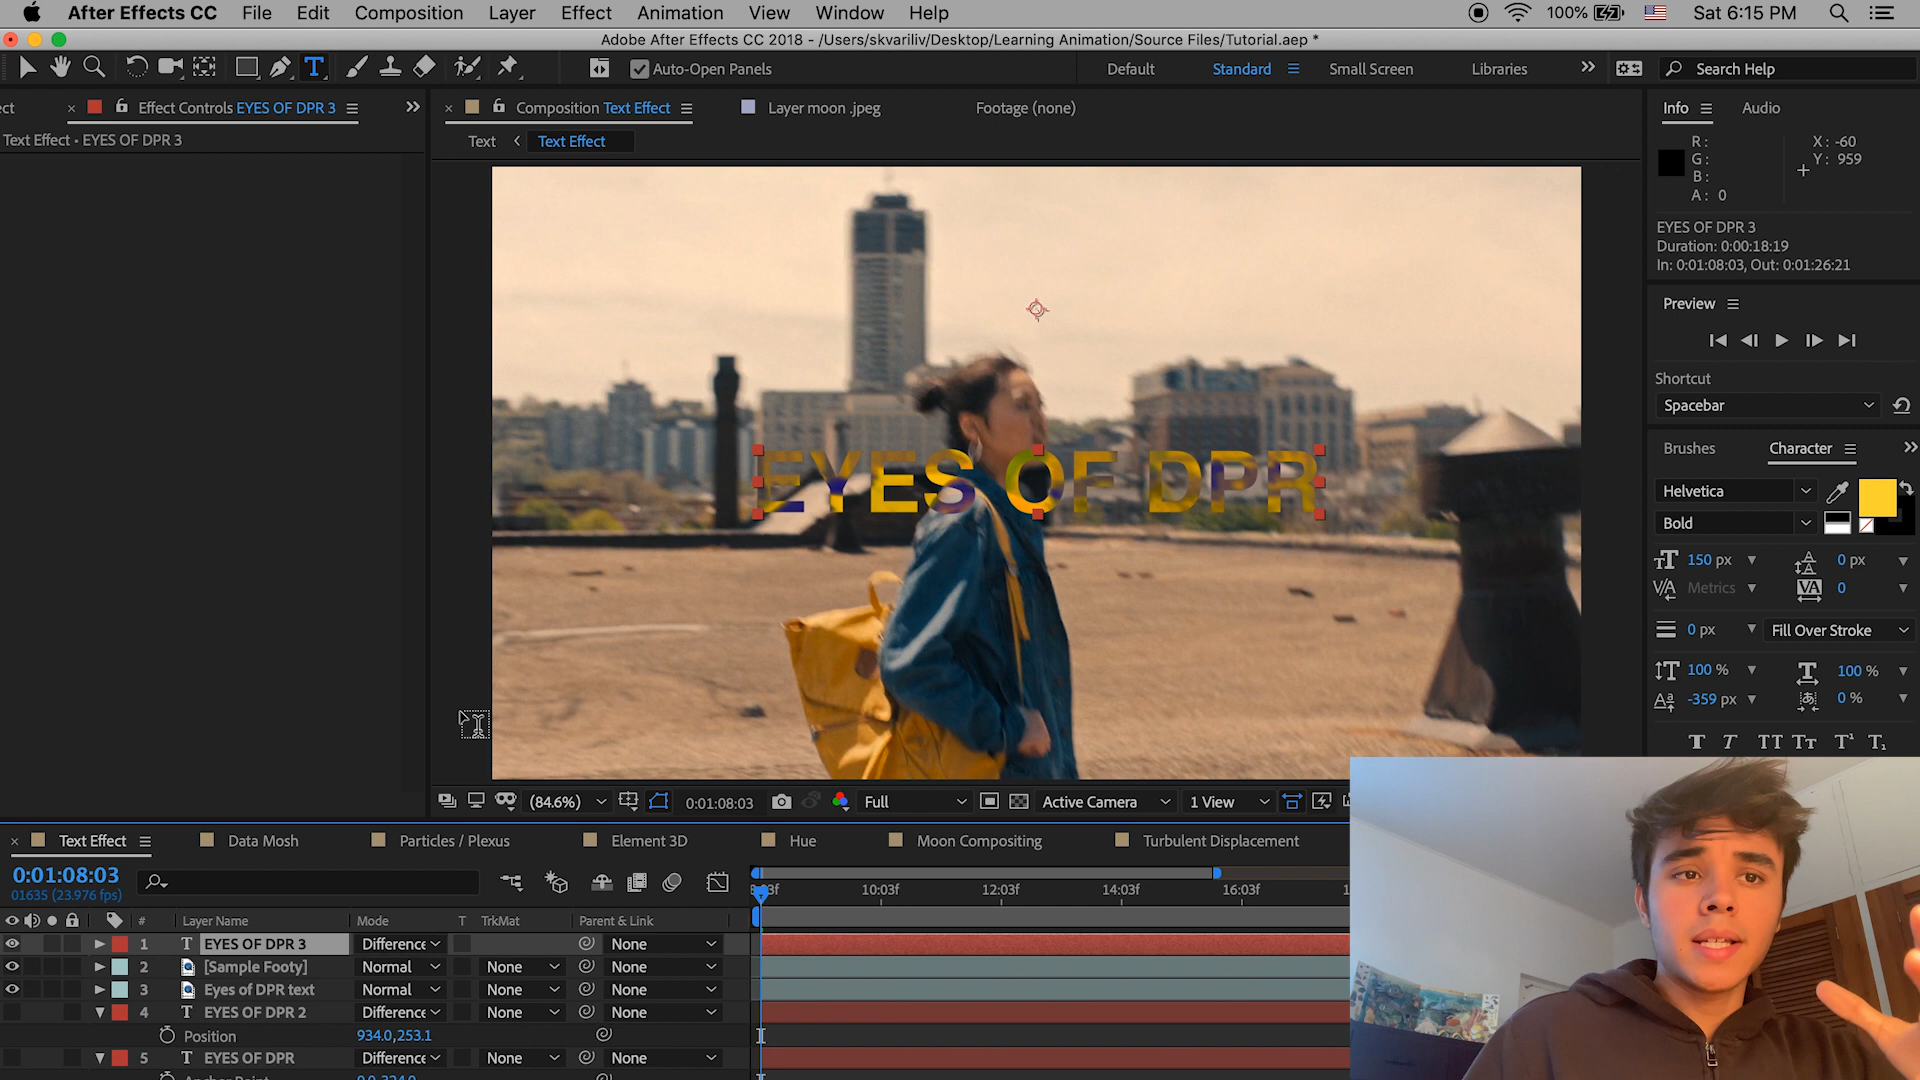 After Effects CC File Edit Composition Layer Effect Animation View Window Help 100% Sat 6:15 PM
Adobe After Effects CC 2018 - /Users/skvariliv/Desktop/Learning Animation/Source Files/Tutorial.aep *
T Auto-Open Panels Default Standard Small Screen Libraries Search Help
ect Effect Controls EYES OF DPR 3 Composition Text Effect Layer moon .jpeg Footage (none) Info Audio
Text Effect • EYES OF DPR 3
Text Text Effect
R :
G :
B :
A : 0
X : -60
Y : 959
EYES OF DPR 3
Duration: 0:00:18:19
In: 0:01:08:03, Out: 0:01:26:21
Preview
Shortcut
Spacebar
Brushes Character
Helvetica
Bold
150 px 0 px
Metrics 0
0 px Fill Over Stroke
100 % 100 %
-359 px 0 %
T T TT Tt T¹ T₁
EYES OF DPR
(84.6%) 0:01:08:03 Full Active Camera 1 View
Text Effect Data Mosh Particles / Plexus Element 3D Hue Moon Compositing Turbulent Displacement
0:01:08:03
01635 (23.976 fps)
10:03f 12:03f 14:03f 16:03f
# Layer Name Mode T TrkMat Parent & Link
1 T EYES OF DPR 3 Difference None
2 [Sample Footy] Normal None None
3 Eyes of DPR text Normal None None
4 T EYES OF DPR 2 Difference None None
Position 934.0,253.1
5 T EYES OF DPR Difference None None